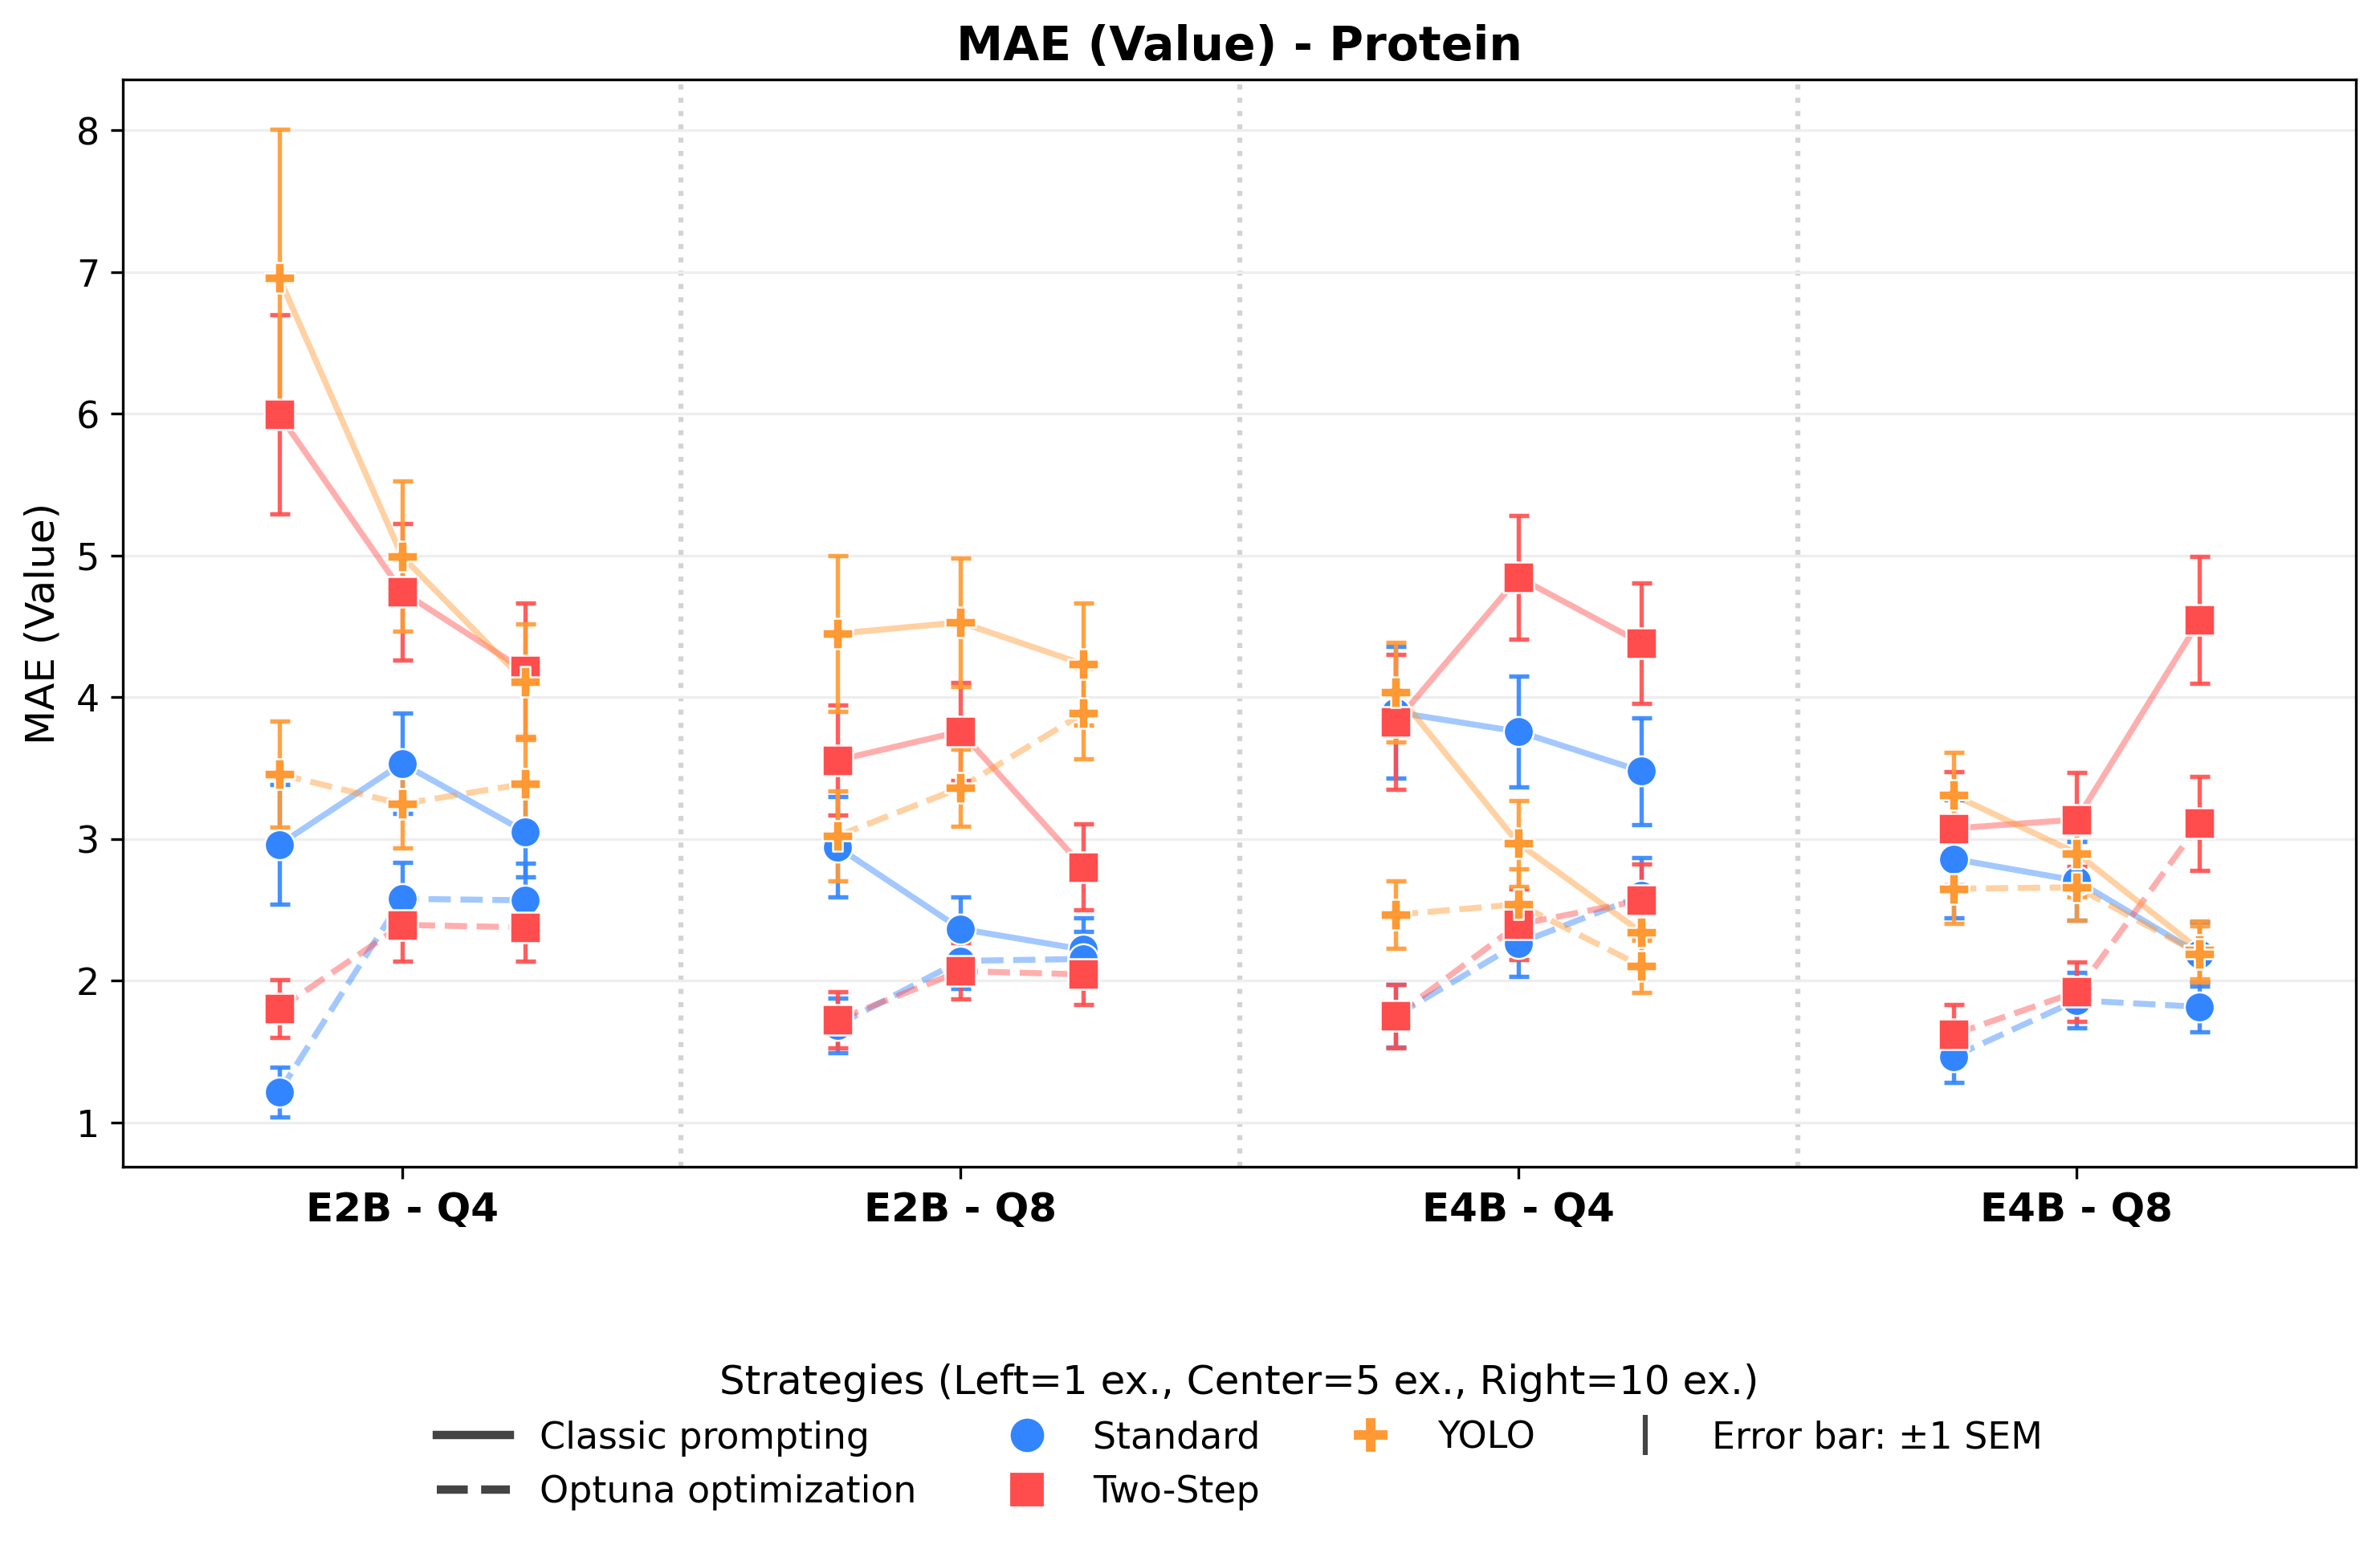 MAE (Value) - Protein
MAE (Value)
8
7
6
5
4
3
2
1
E2B - Q4
E2B - Q8
E4B - Q4
E4B - Q8
Strategies (Left=1 ex., Center=5 ex., Right=10 ex.)
Classic prompting
Optuna optimization
Standard
Two-Step
YOLO
Error bar: ±1 SEM